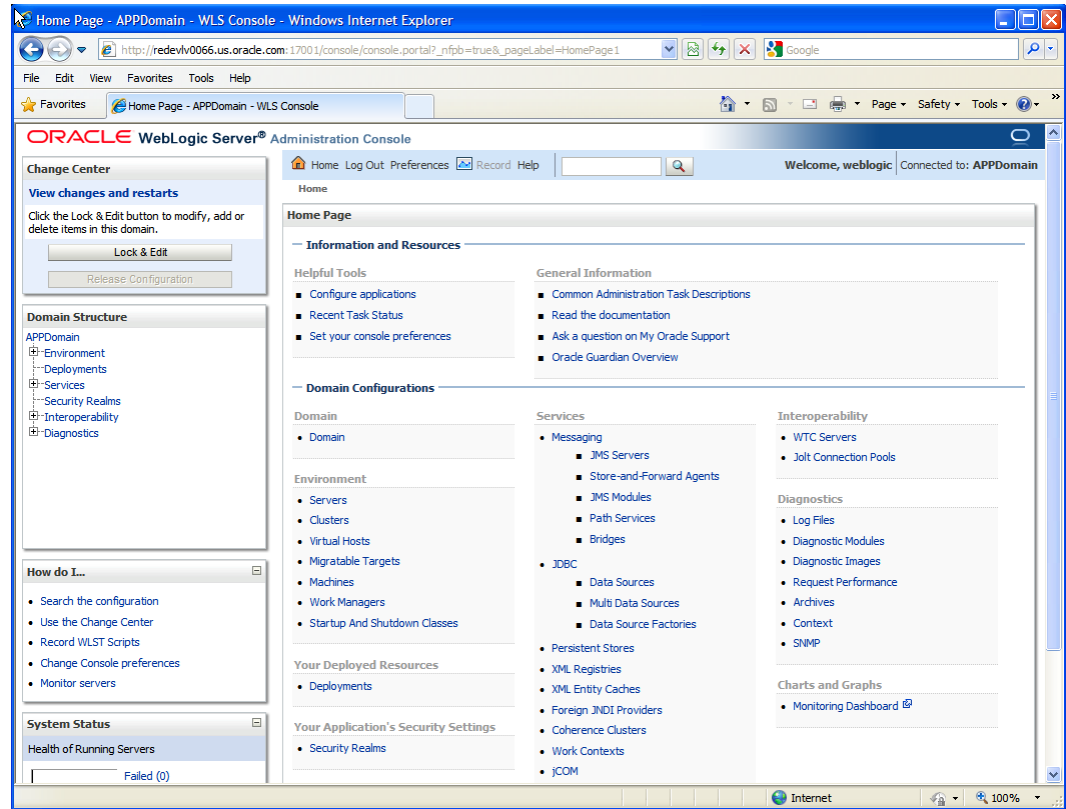 Home Page - APPDomain - WLS Console - Windows Internet Explorer
http://redevlv0066.us.oracle.com:17001/console/console.portal?_nfpb=true&_pageLabel=HomePage1
Google
File Edit View Favorites Tools Help
Favorites
Home Page - APPDomain - WLS Console
Page Safety Tools
ORACLE WebLogic Server® Administration Console
Change Center
View changes and restarts
Click the Lock & Edit button to modify, add or
delete items in this domain.
Lock & Edit
Release Configuration
Domain Structure
APPDomain
Environment
Deployments
Services
Security Realms
Interoperability
Diagnostics
How do I...
Search the configuration
Use the Change Center
Record WLST Scripts
Change Console preferences
Monitor servers
System Status
Health of Running Servers
Failed (0)
Home Log Out Preferences Record Help
Welcome, weblogic Connected to: APPDomain
Home
Home Page
Information and Resources
Helpful Tools
Configure applications
Recent Task Status
Set your console preferences
General Information
Common Administration Task Descriptions
Read the documentation
Ask a question on My Oracle Support
Oracle Guardian Overview
Domain Configurations
Domain
Domain
Environment
Servers
Clusters
Virtual Hosts
Migratable Targets
Machines
Work Managers
Startup And Shutdown Classes
Your Deployed Resources
Deployments
Your Application's Security Settings
Security Realms
Services
Messaging
JMS Servers
Store-and-Forward Agents
JMS Modules
Path Services
Bridges
JDBC
Data Sources
Multi Data Sources
Data Source Factories
Persistent Stores
XML Registries
XML Entity Caches
Foreign JNDI Providers
Coherence Clusters
Work Contexts
jCOM
Interoperability
WTC Servers
Jolt Connection Pools
Diagnostics
Log Files
Diagnostic Modules
Diagnostic Images
Request Performance
Archives
Context
SNMP
Charts and Graphs
Monitoring Dashboard
Internet
100%